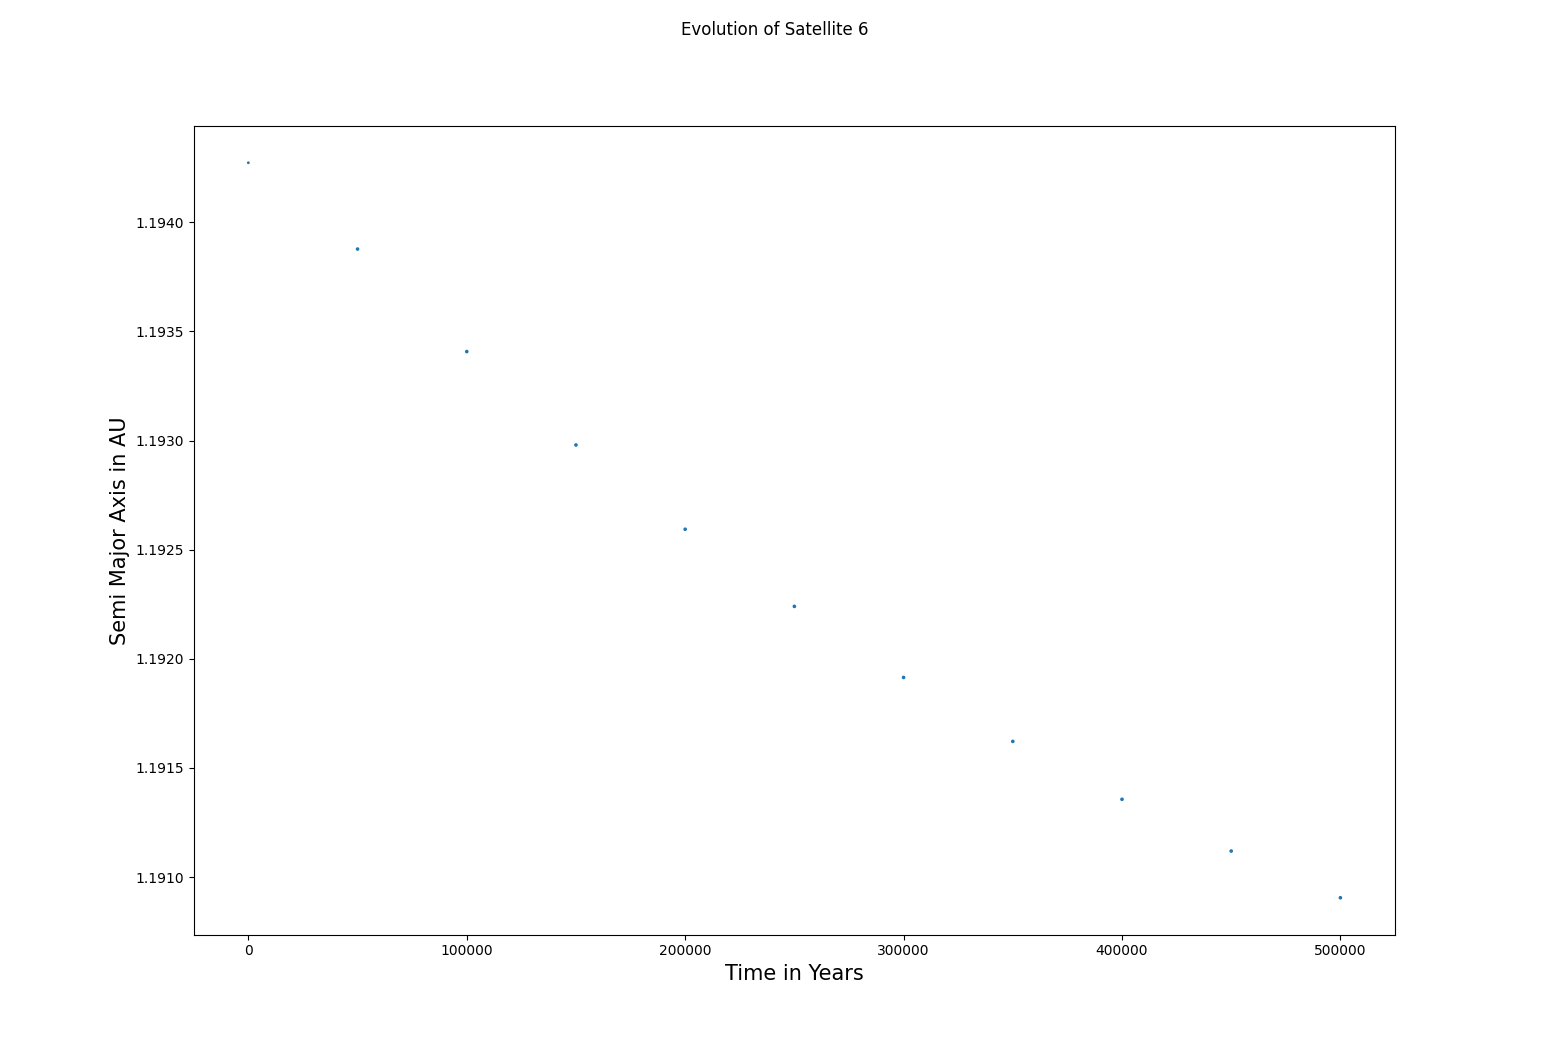 Evolution of Satellite 6
1.1940
1.1935
1.1930
1.1925
1.1920
1.1915
1.1910
Semi Major Axis in AU
0 100000 200000 300000 400000 500000
Time in Years